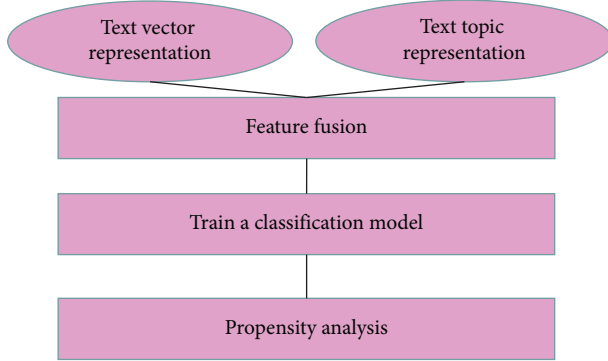 Text vector
representation
Text topic
representation
Feature fusion
Train a classification model
Propensity analysis